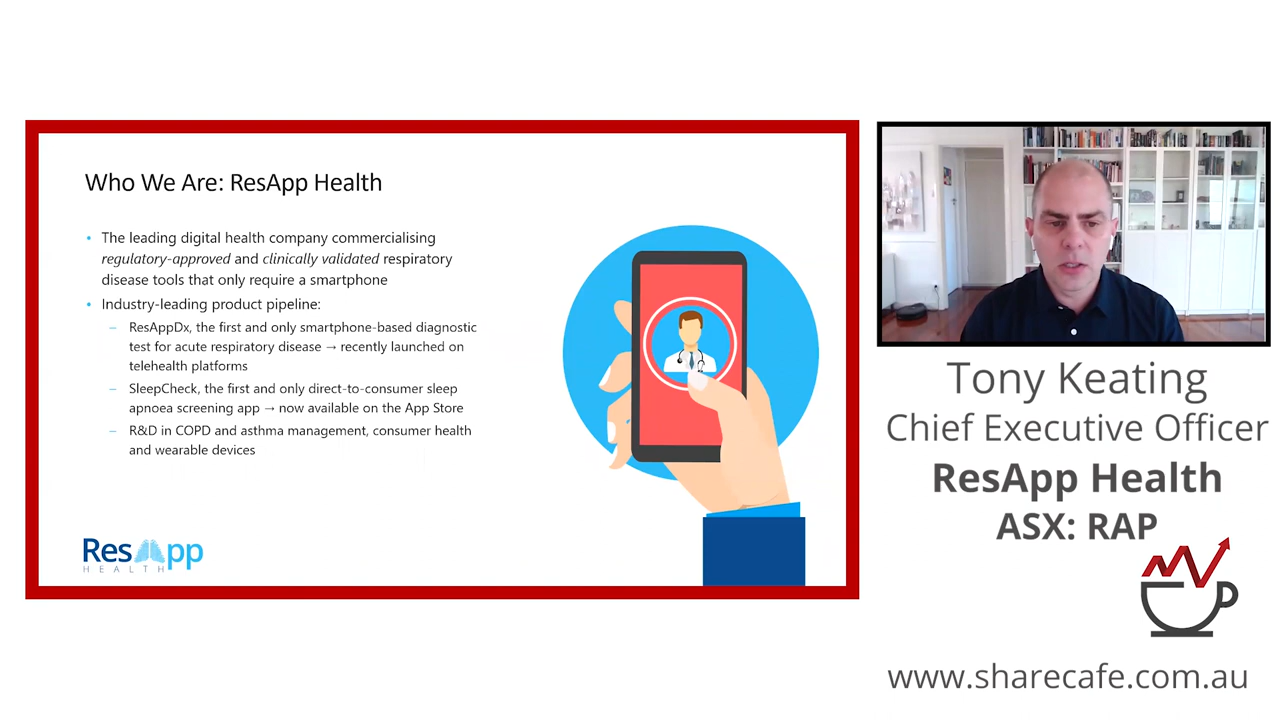 Who We Are: ResApp Health
• The leading digital health company commercialising
regulatory-approved and clinically validated respiratory
disease tools that only require a smartphone
• Industry-leading product pipeline:
– ResAppDx, the first and only smartphone-based diagnostic
test for acute respiratory disease → recently launched on
telehealth platforms
– SleepCheck, the first and only direct-to-consumer sleep
apnoea screening app → now available on the App Store
– R&D in COPD and asthma management, consumer health
and wearable devices
ResApp
HEALTH
Tony Keating
Chief Executive Officer
ResApp Health
ASX: RAP
www.sharecafe.com.au